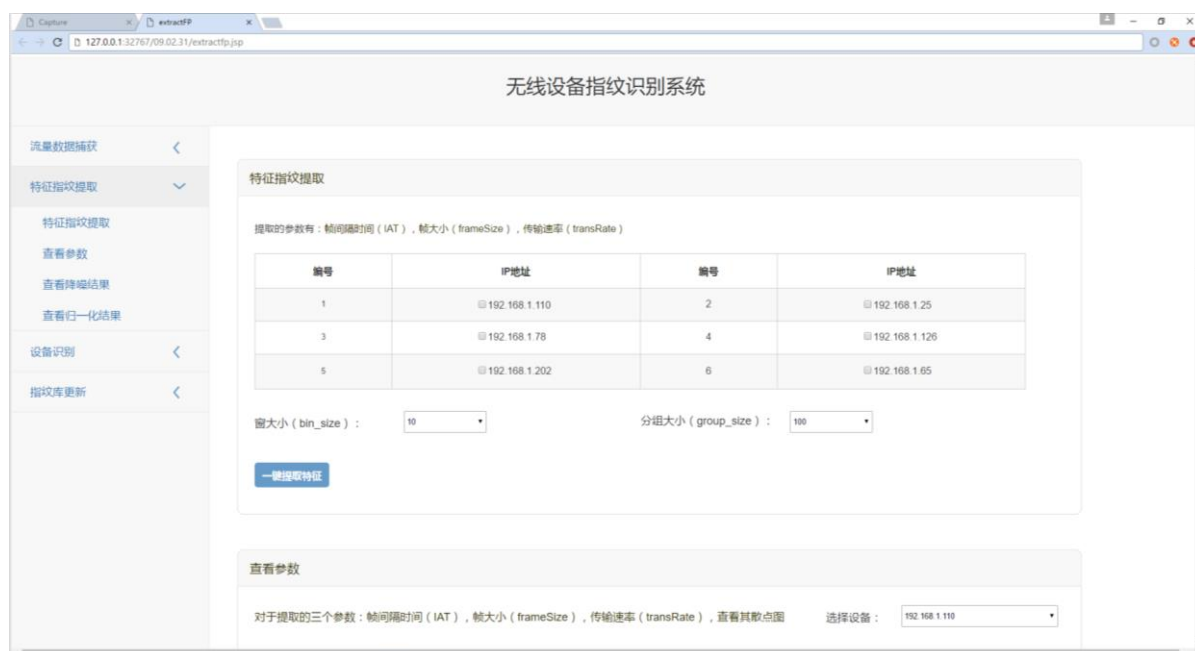 Capture
extractFP
127.0.0.1:32767/09.02.31/extractfp.jsp
无线设备指纹识别系统
流量数据捕获
特征指纹提取
特征指纹提取
查看参数
查看降噪结果
查看归一化结果
设备识别
指纹库更新
特征指纹提取
提取的参数有：帧间隔时间（IAT），帧大小（frameSize），传输速率（transRate）
编号 IP地址 编号 IP地址
1 192.168.1.110 2 192.168.1.25
3 192.168.1.78 4 192.168.1.126
5 192.168.1.202 6 192.168.1.65
窗大小（bin_size）： 10 分组大小（group_size）： 100
一键提取特征
查看参数
对于提取的三个参数：帧间隔时间（IAT），帧大小（frameSize），传输速率（transRate），查看其散点图 选择设备： 192.168.1.110